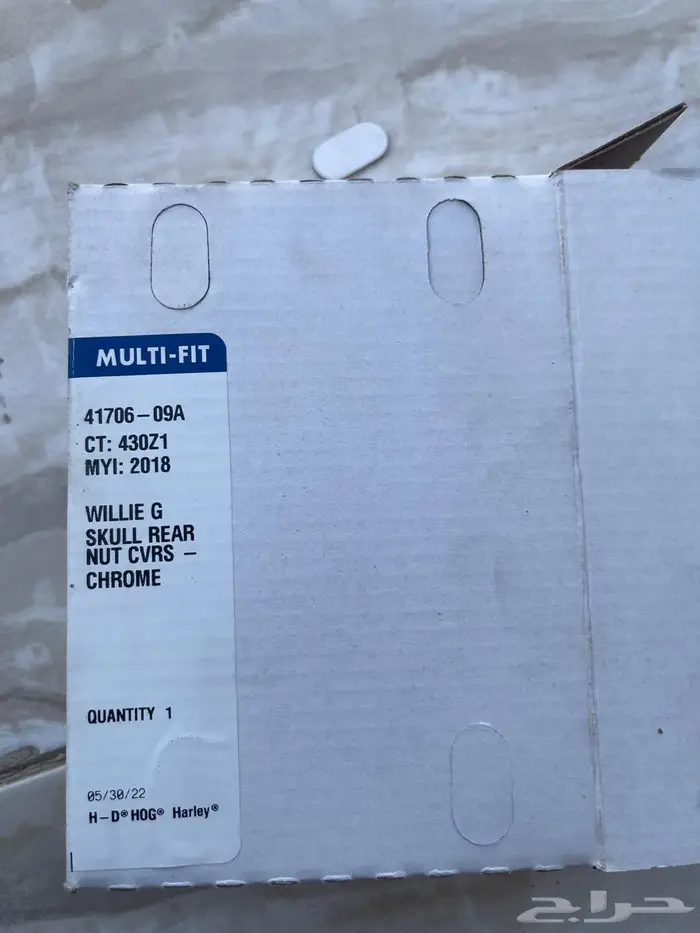 MULTI-FIT
41706-09A
CT: 430Z1
MYI: 2018
WILLIE G
SKULL REAR
NUT CVRS –
CHROME
QUANTITY 1
05/30/22
H-D® HOG® Harley®
حراج